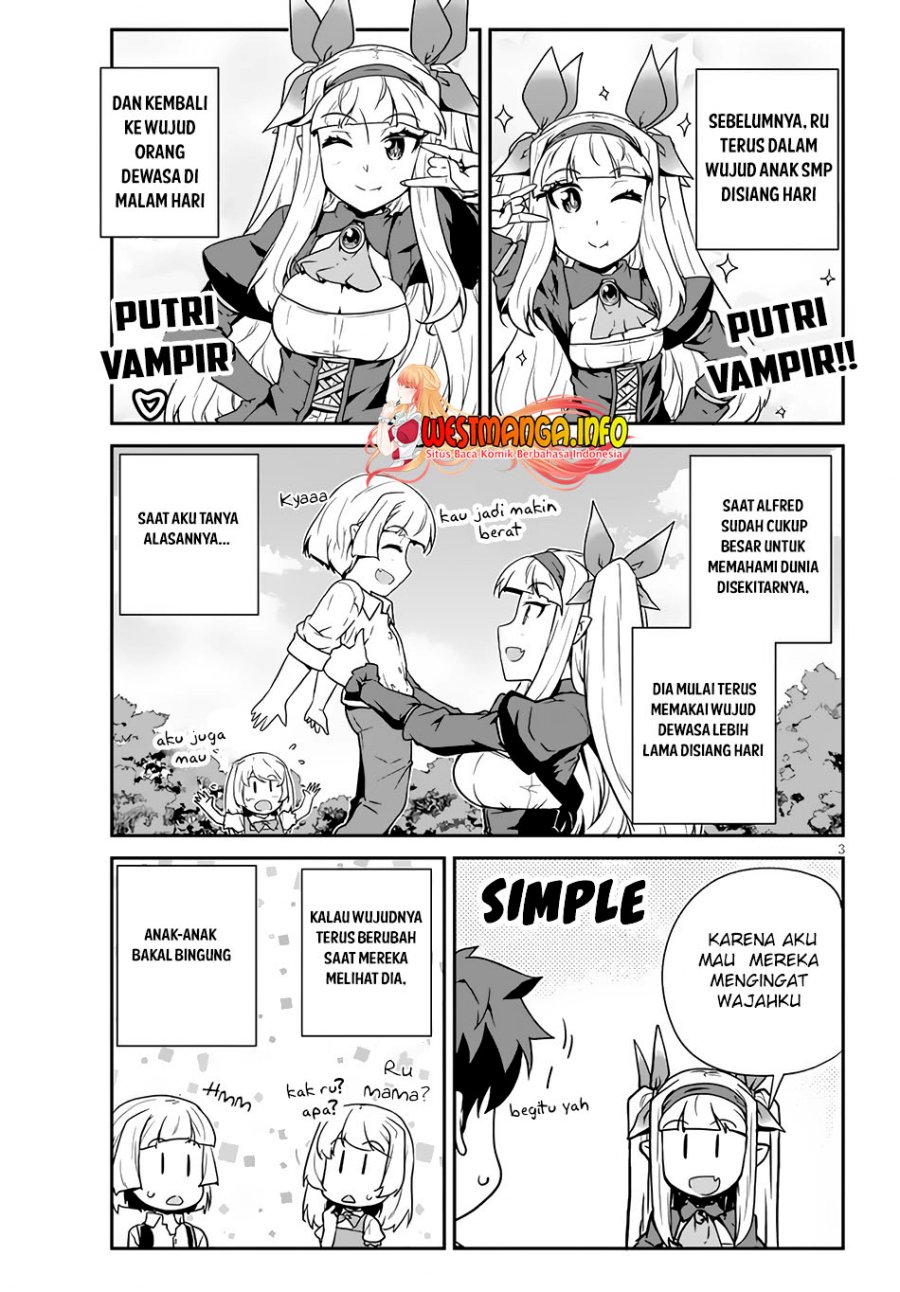 SEBELUMNYA, RU
TERUS DALAM
WUJUD ANAK SMP
DISIANG HARI
PUTRI
VAMPIR!!
DAN KEMBALI
KE WUJUD
ORANG
DEWASA DI
MALAM HARI
PUTRI
VAMPIR
WESTMANGA.INFO
Situs Baca Komik Berbahasa Indonesia
SAAT ALFRED
SUDAH CUKUP
BESAR UNTUK
MEMAHAMI DUNIA
DISEKITARNYA,
DIA MULAI TERUS
MEMAKAI WUJUD
DEWASA LEBIH
LAMA DISIANG HARI
kau jadi makin
berat
Kyaaa
SAAT AKU TANYA
ALASANNYA...
aku juga
mau
3
KARENA AKU
MAU MEREKA
MENGINGAT
WAJAHKU
SIMPLE
begitu yah
KALAU WUJUDNYA
TERUS BERUBAH
SAAT MEREKA
MELIHAT DIA,
ANAK-ANAK
BAKAL BINGUNG
Ru
mama?
kak ru?
apa?
Hmm